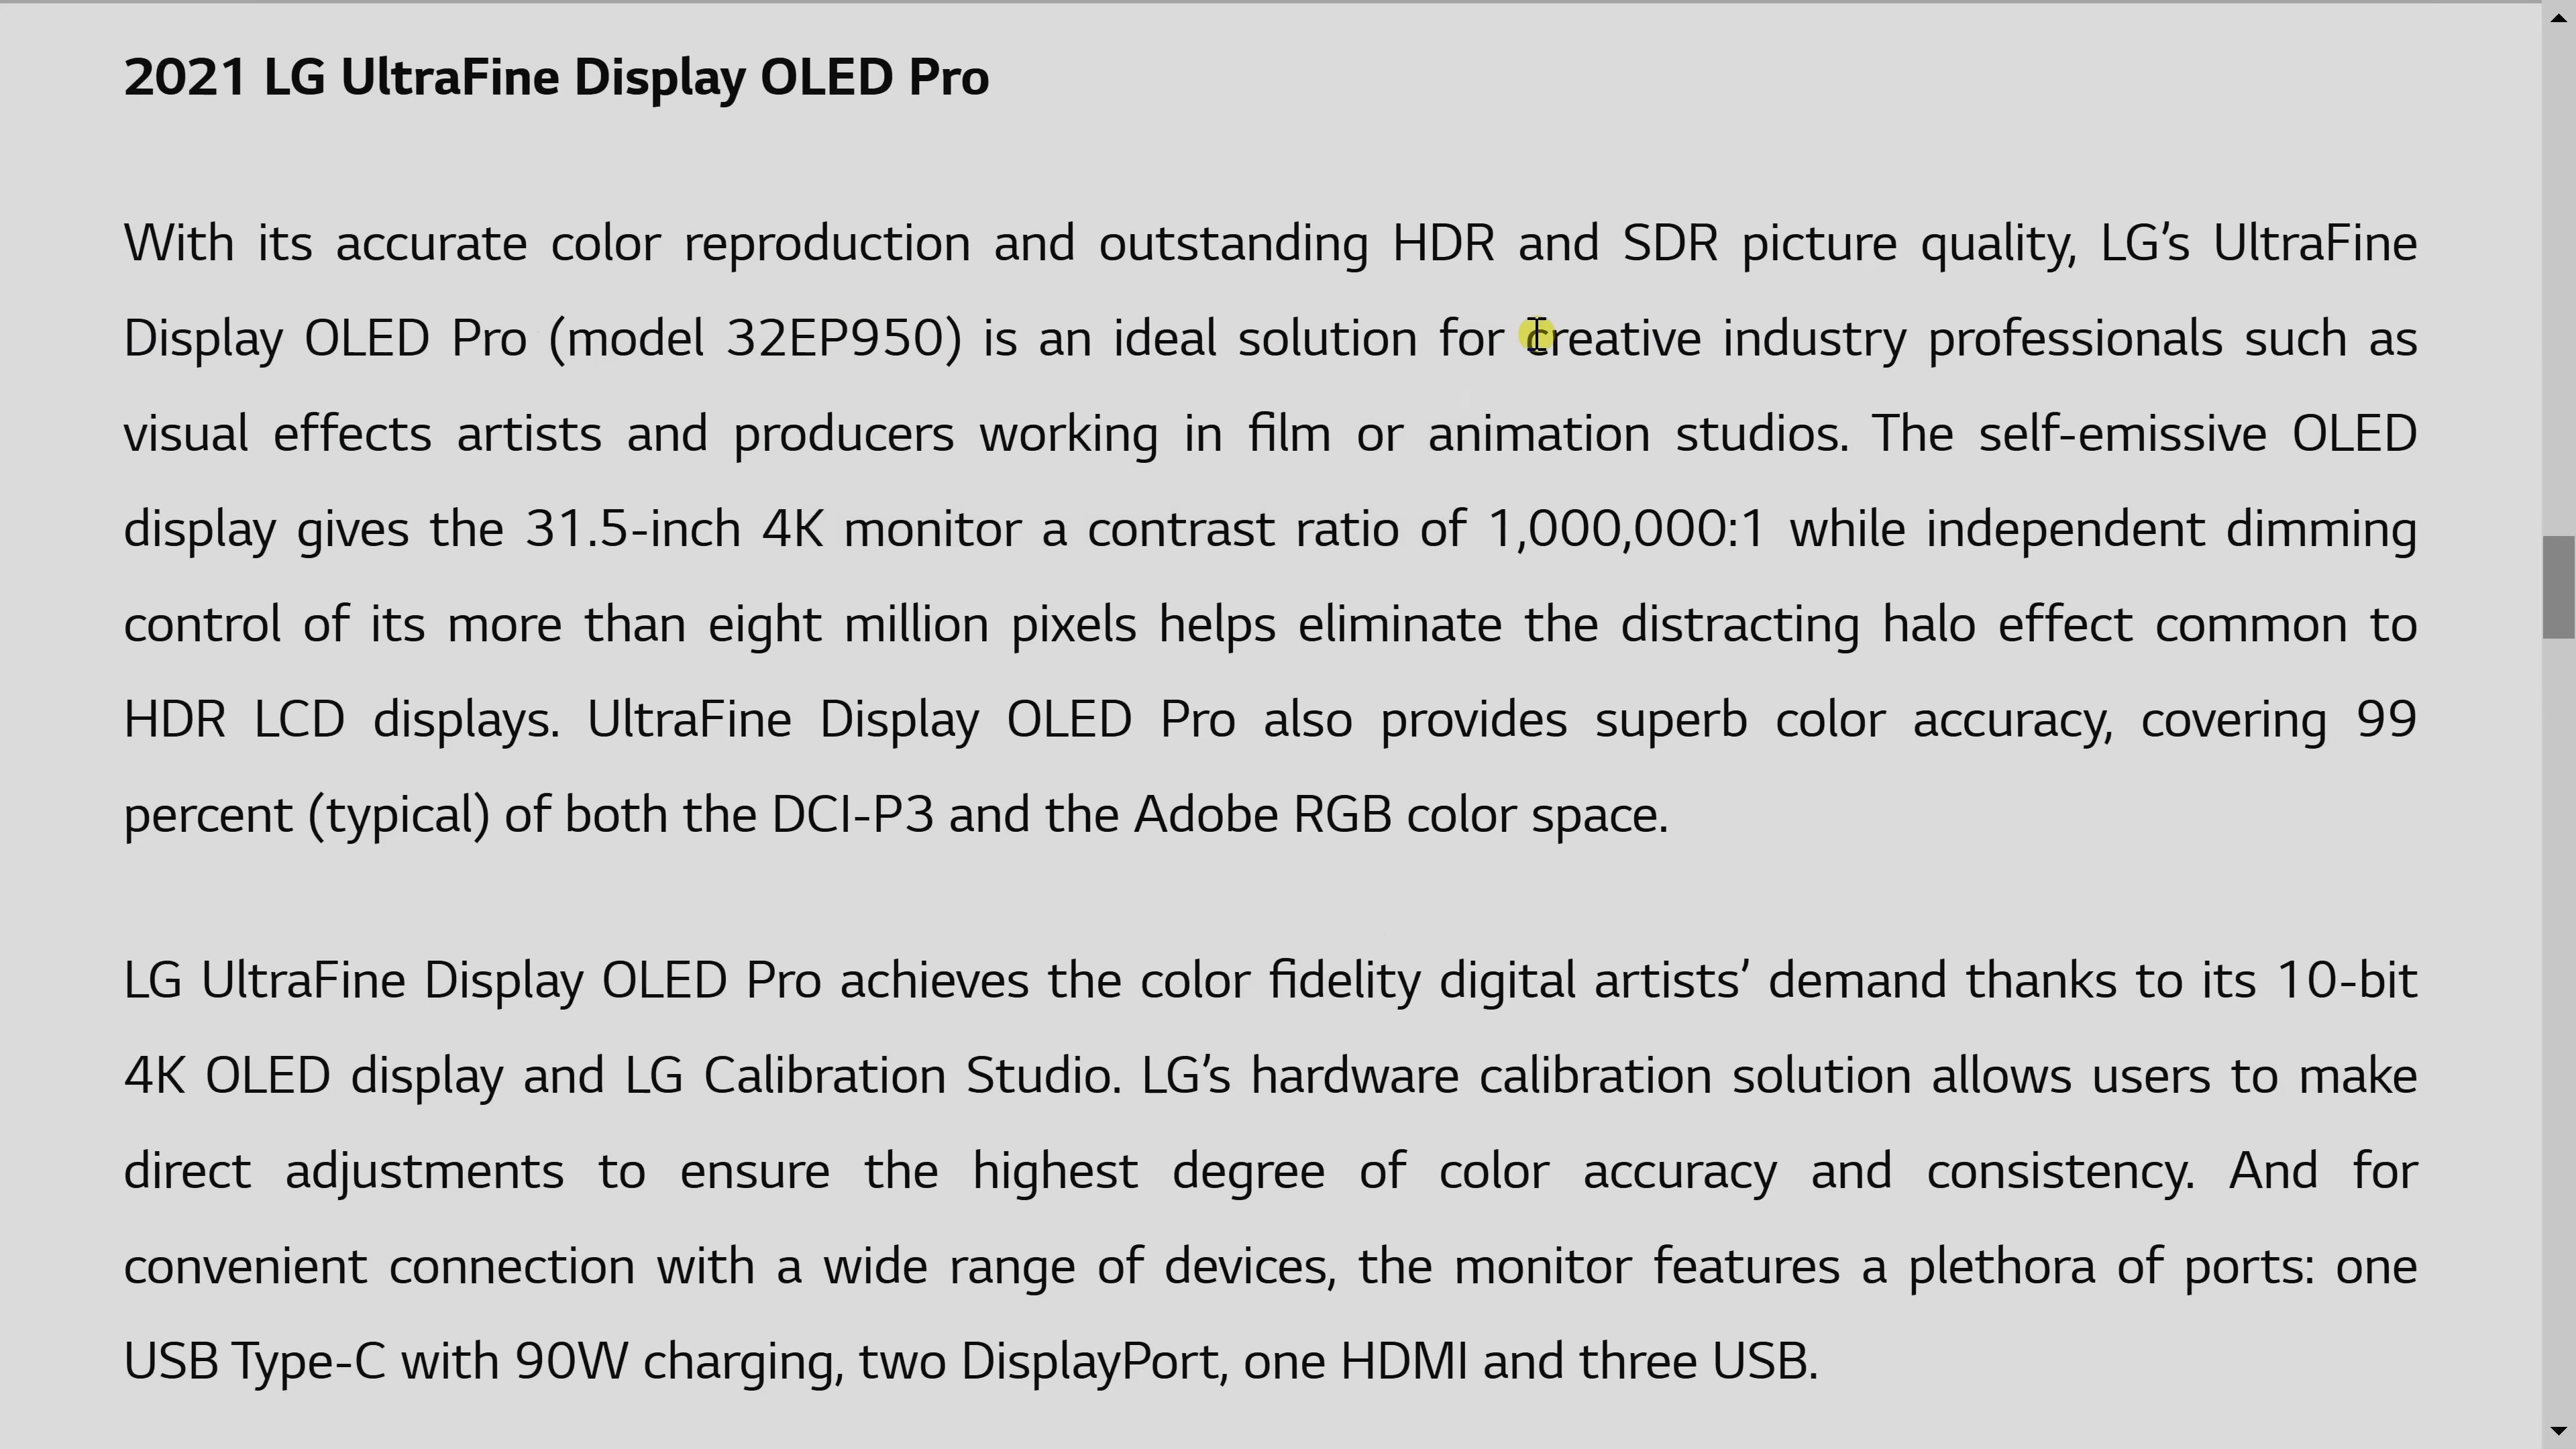 2021 LG UltraFine Display OLED Pro
With its accurate color reproduction and outstanding HDR and SDR picture quality, LG’s UltraFine
Display OLED Pro (model 32EP950) is an ideal solution for creative industry professionals such as
visual effects artists and producers working in film or animation studios. The self-emissive OLED
display gives the 31.5-inch 4K monitor a contrast ratio of 1,000,000:1 while independent dimming
control of its more than eight million pixels helps eliminate the distracting halo effect common to
HDR LCD displays. UltraFine Display OLED Pro also provides superb color accuracy, covering 99
percent (typical) of both the DCI-P3 and the Adobe RGB color space.
LG UltraFine Display OLED Pro achieves the color fidelity digital artists’ demand thanks to its 10-bit
4K OLED display and LG Calibration Studio. LG’s hardware calibration solution allows users to make
direct adjustments to ensure the highest degree of color accuracy and consistency. And for
convenient connection with a wide range of devices, the monitor features a plethora of ports: one
USB Type-C with 90W charging, two DisplayPort, one HDMI and three USB.